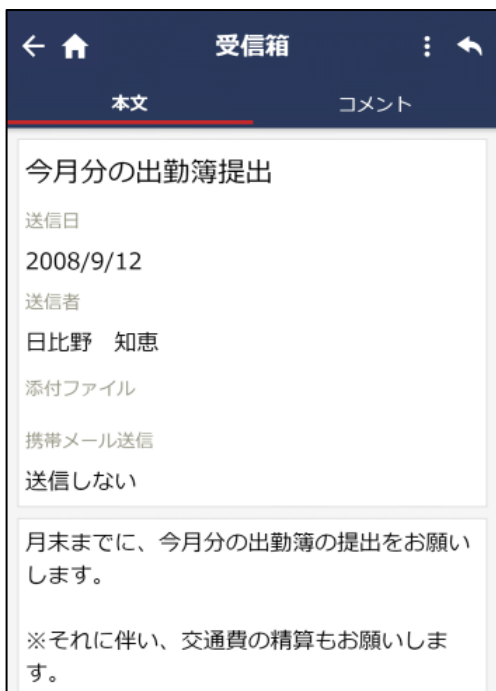 受信箱
本文 コメント
今月分の出勤簿提出
送信日
2008/9/12
送信者
日比野　知恵
添付ファイル
携帯メール送信
送信しない
月末までに、今月分の出勤簿の提出をお願い
します。
※それに伴い、交通費の精算もお願いしま
す。